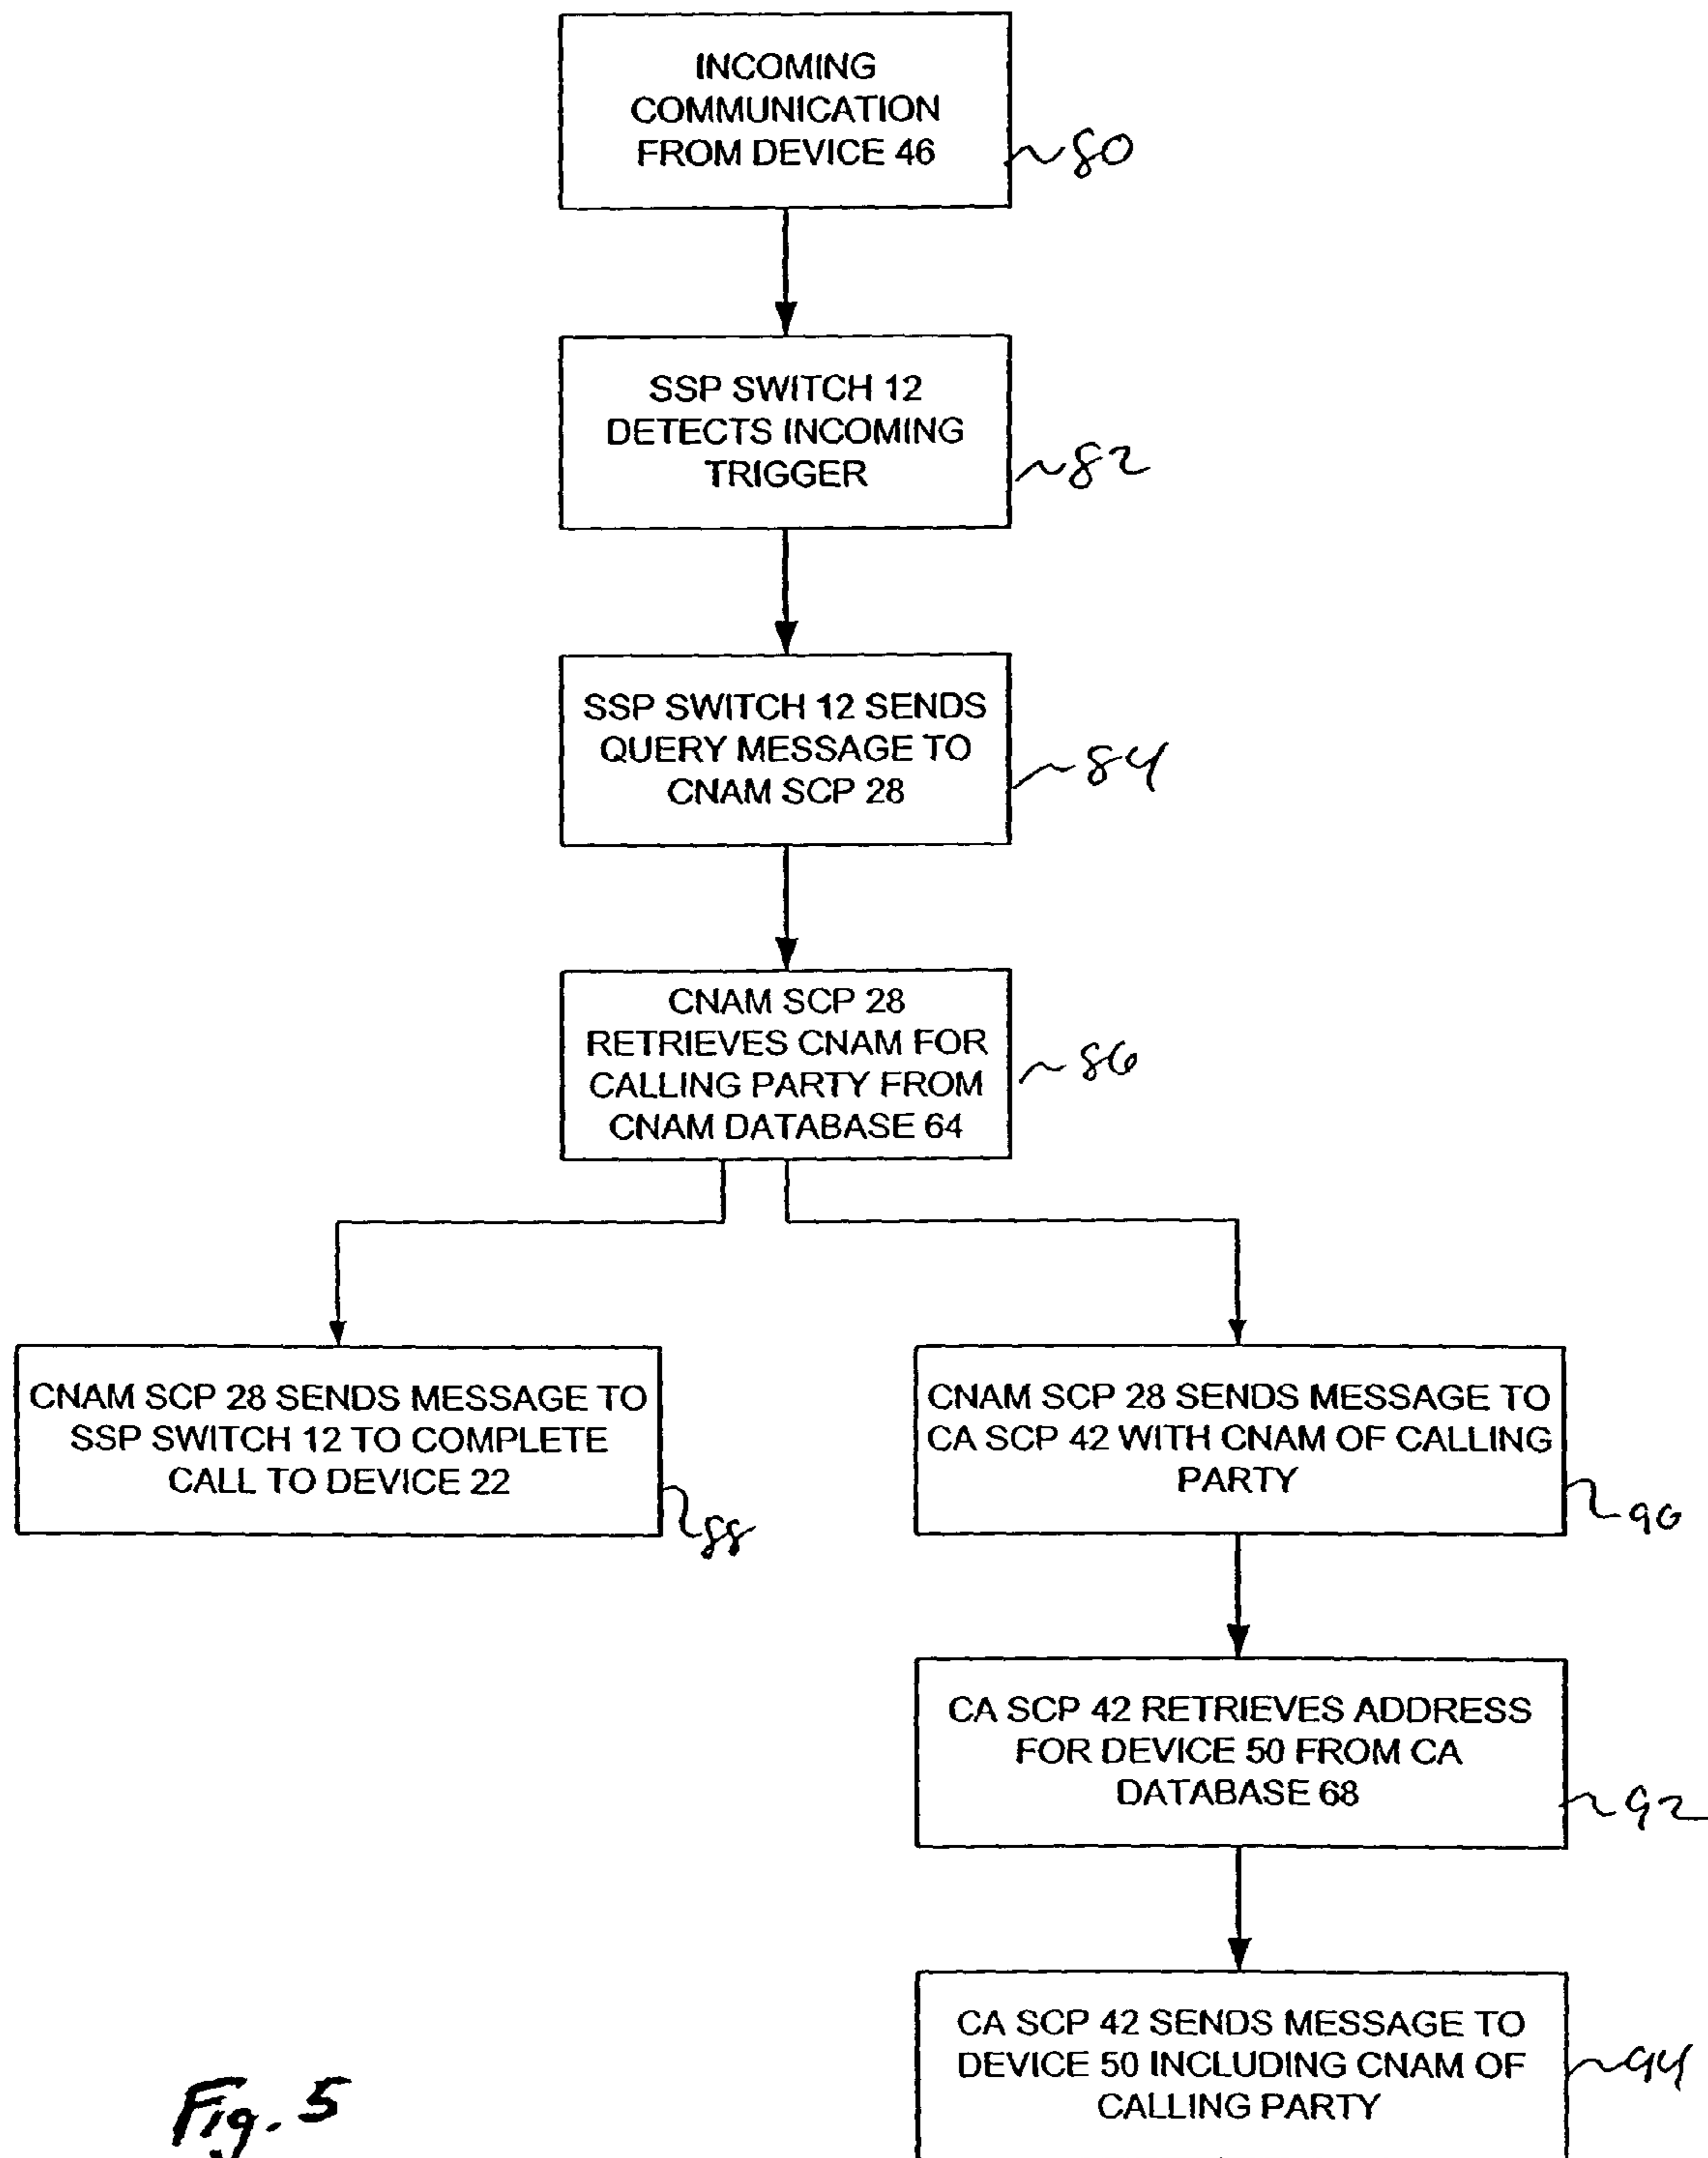 INCOMING
COMMUNICATION
FROM DEVICE 46
80
SSP SWITCH 12
DETECTS INCOMING
TRIGGER
82
SSP SWITCH 12 SENDS
QUERY MESSAGE TO
CNAM SCP 28
84
CNAM SCP 28
RETRIEVES CNAM FOR
CALLING PARTY FROM
CNAM DATABASE 64
86
CNAM SCP 28 SENDS MESSAGE TO
SSP SWITCH 12 TO COMPLETE
CALL TO DEVICE 22
88
CNAM SCP 28 SENDS MESSAGE TO
CA SCP 42 WITH CNAM OF CALLING
PARTY
90
CA SCP 42 RETRIEVES ADDRESS
FOR DEVICE 50 FROM CA
DATABASE 68
92
CA SCP 42 SENDS MESSAGE TO
DEVICE 50 INCLUDING CNAM OF
CALLING PARTY
94
Fig. 5